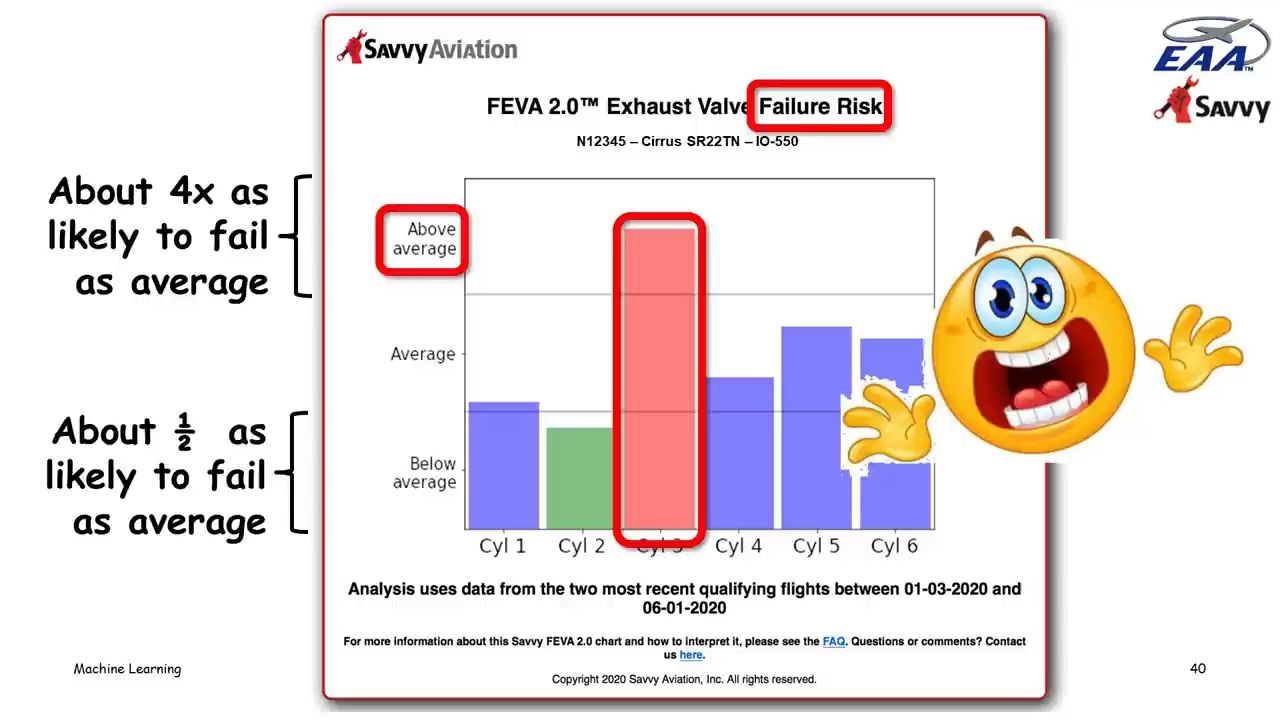 SavvyAviation
EAA™
Savvy
FEVA 2.0™ Exhaust Valve Failure Risk
N12345 – Cirrus SR22TN – IO-550
About 4x as
likely to fail
as average
Above
average
Average
About ½ as
likely to fail
as average
Below
average
Cyl 1 Cyl 2 Cyl 3 Cyl 4 Cyl 5 Cyl 6
Analysis uses data from the two most recent qualifying flights between 01-03-2020 and
06-01-2020
For more information about this Savvy FEVA 2.0 chart and how to interpret it, please see the FAQ. Questions or comments? Contact
us here.
Copyright 2020 Savvy Aviation, Inc. All rights reserved.
Machine Learning
40